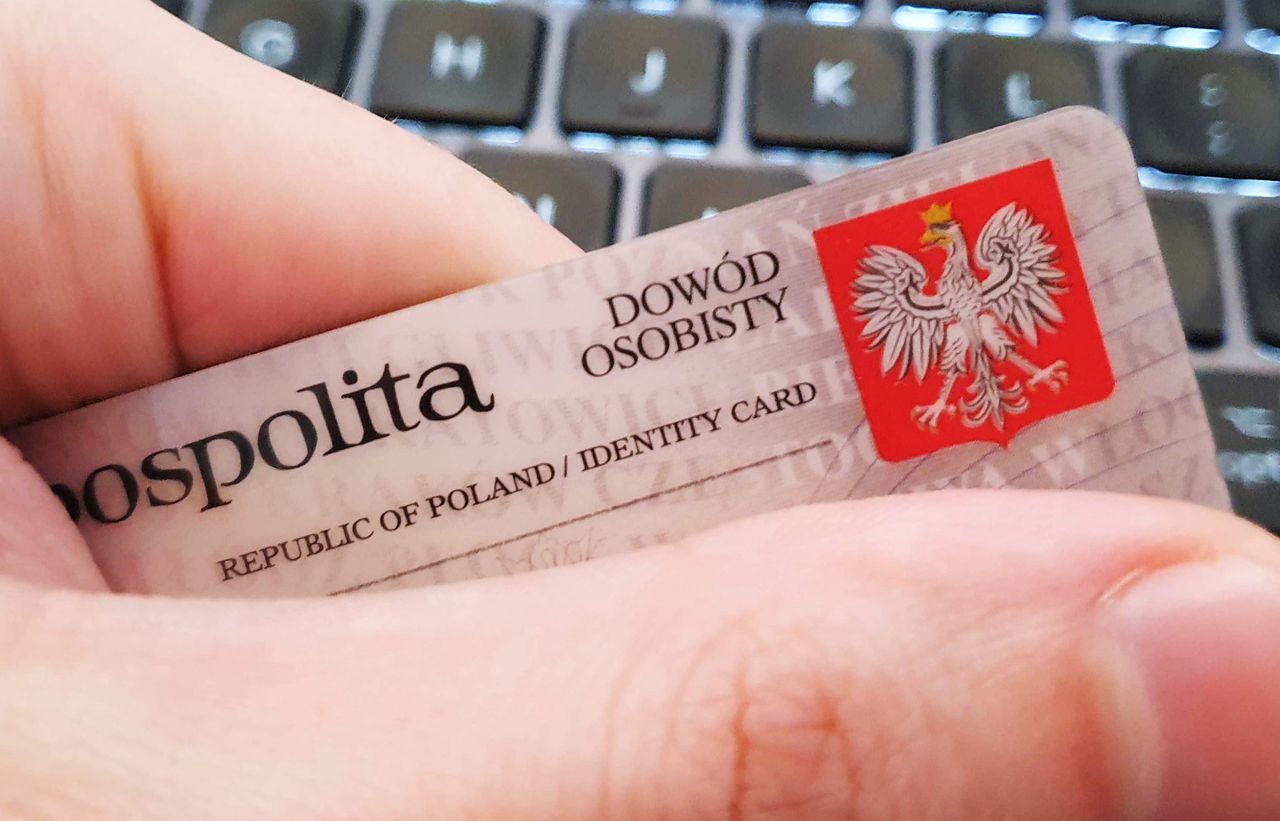 G H J K L
N
DOWÓD
OSOBISTY
ospolita
REPUBLIC OF POLAND / IDENTITY CARD